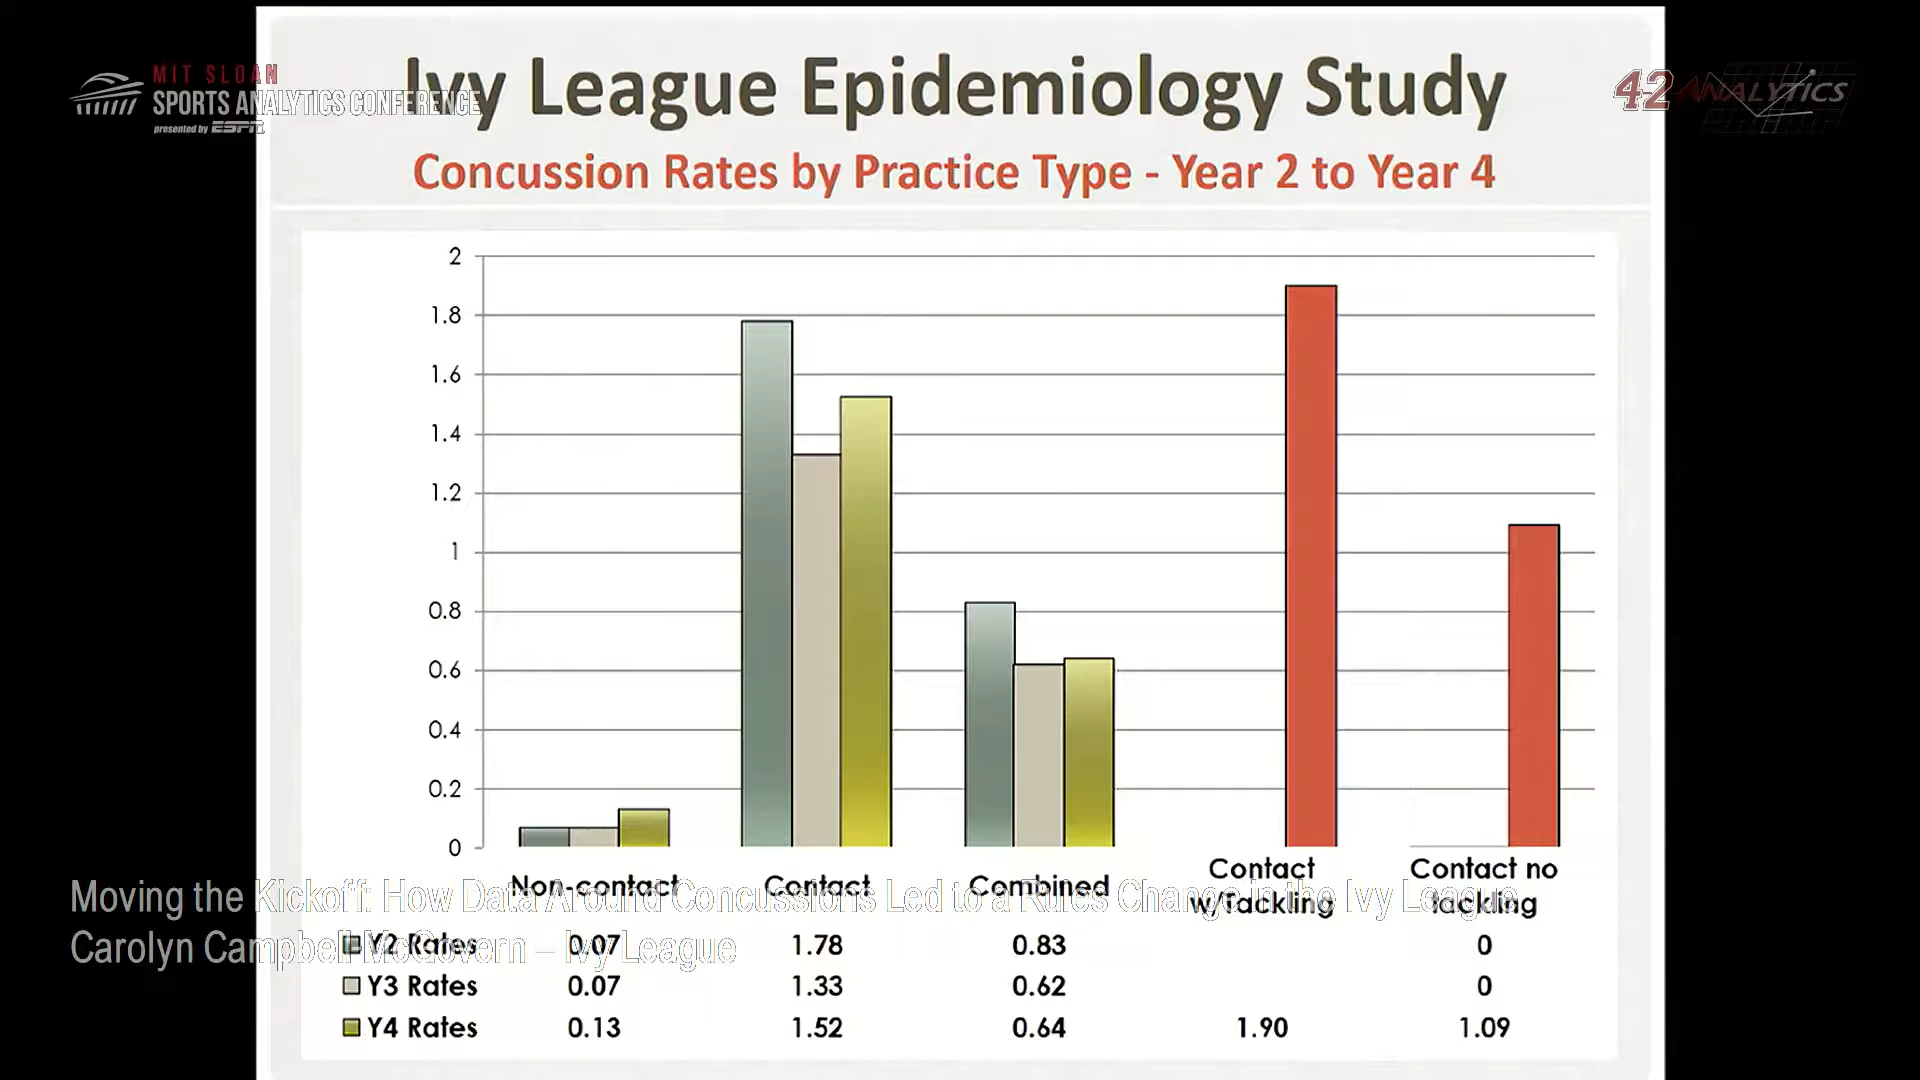 Ivy League Epidemiology Study
MIT SLOAN
SPORTS ANALYTICS CONFERENCE
presented by ESPN
42 ANALYTICS
Concussion Rates by Practice Type - Year 2 to Year 4
2
1.8
1.6
1.4
1.2
1
0.8
0.6
0.4
0.2
0
Non-contact Contact Combined Contact w/Tackling Contact no Tackling
Moving the Kickoff: How Data Around Concussions Led to a Rules Change in the Ivy League
Carolyn Campbell-McGovern – Ivy League
Y2 Rates 0.07 1.78 0.83 0
Y3 Rates 0.07 1.33 0.62 0
Y4 Rates 0.13 1.52 0.64 1.90 1.09